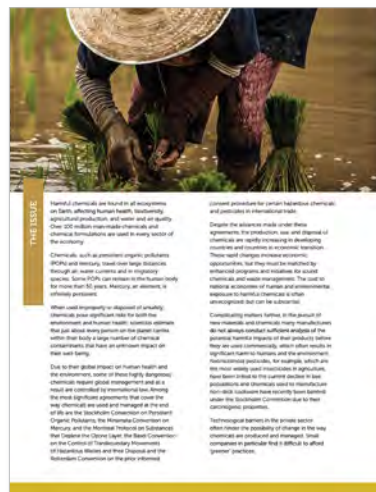 THE ISSUE
Harmful chemicals are found in all ecosystems
on Earth, affecting human health, biodiversity,
agricultural production, and water and air quality.
Over 100 million man-made chemicals and
chemical formulations are used in every sector of
the economy.
Chemicals, such as persistent organic pollutants
(POPs) and mercury, travel over large distances
through air, water currents and in migratory
species. Some POPs can remain in the human body
for more than 50 years. Mercury, an element, is
infinitely persistent.
When used improperly or disposed of unsafely,
chemicals pose significant risks for both the
environment and human health; scientists estimate
that just about every person on the planet carries
within their body a large number of chemical
contaminants that have an unknown impact on
their well-being.
Due to their global impact on human health and
the environment, some of these highly dangerous
chemicals require global management and as a
result are controlled by international law. Among
the most significant agreements that cover the
way chemicals are used and managed at the end
of life are the Stockholm Convention on Persistent
Organic Pollutants, the Minamata Convention on
Mercury, and the Montreal Protocol on Substances
that Deplete the Ozone Layer, the Basel Convention
on the Control of Transboundary Movements
of Hazardous Wastes and their Disposal and the
Rotterdam Convention on the prior informed
consent procedure for certain hazardous chemicals
and pesticides in international trade.
Despite the advances made under these
agreements, the production, use and disposal of
chemicals are rapidly increasing in developing
countries and countries in economic transition.
These rapid changes increase economic
opportunities, but they must be matched by
enhanced programs and initiatives for sound
chemicals and waste management. The cost to
national economies of human and environmental
exposure to harmful chemicals is often
unrecognized but can be substantial.
Complicating matters further, in the pursuit of
new materials and chemicals many manufacturers
do not always conduct sufficient analysis of the
potential harmful impacts of their products before
they are used commercially, which often results in
significant harm to humans and the environment.
Neonicotinoid pesticides, for example, which are
the most widely used insecticides in agriculture,
have been linked to the current decline in bee
populations and chemicals used to manufacture
non-stick cookware have recently been banned
under the Stockholm Convention due to their
carcinogenic properties.
Technological barriers in the private sector
often hinder the possibility of change in the way
chemicals are produced and managed. Small
companies in particular find it difficult to afford
'greener' practices.